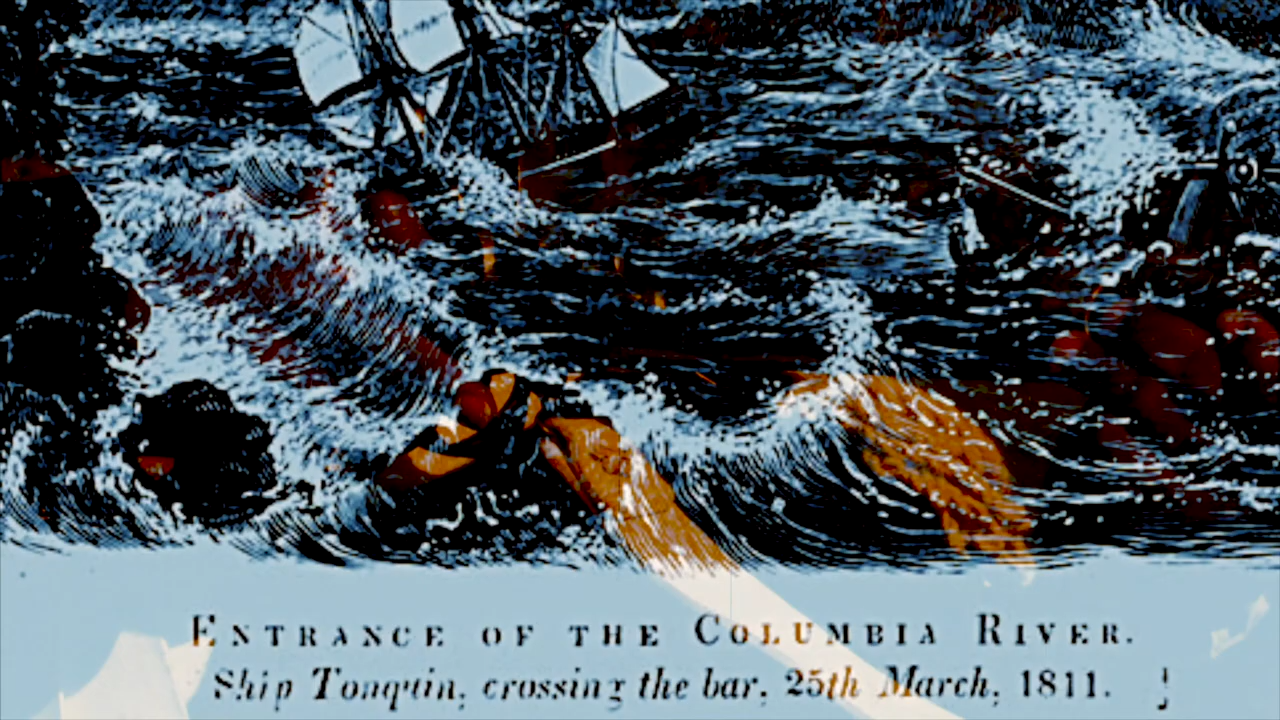 ENTRANCE OF THE COLUMBIA RIVER.
Ship Tonquin, crossing the bar, 25th March, 1811.